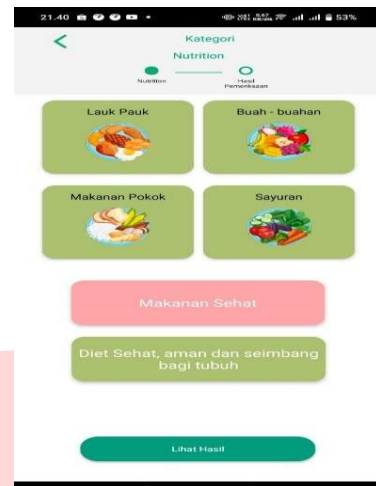 21.40
53%
Kategori
Nutrition
Nutrition
Hasil
Pemeriksaan
Lauk Pauk
Buah - buahan
Makanan Pokok
Sayuran
Makanan Sehat
Diet Sehat, aman dan seimbang
bagi tubuh
Lihat Hasil